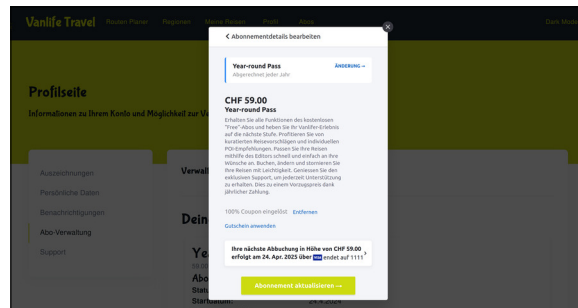 Vanlife Travel
Routen Planer
Regionen
Meine Reisen
Profil
Abos
Dark Mode
Abonnementdetails bearbeiten
Year-round Pass
ÄNDERUNG →
Abgerechnet jeder Jahr
CHF 59.00
Year-round Pass
Erhalten Sie alle Funktionen des kostenlosen
"Free"-Abos und heben Sie Ihr Vanlifer-Erlebnis
auf die nächste Stufe. Profitieren Sie von
kuratierten Reisevorschlägen und individuellen
POI-Empfehlungen. Passen Sie Ihre Reisen
mithilfe des Editors schnell und einfach an Ihre
Wünsche an. Buchen, ändern und stornieren Sie
Ihre Reisen mit Leichtigkeit. Geniessen Sie den
exklusiven Support, um jederzeit Unterstützung
zu erhalten. Dies zu einem Vorzugspreis dank
jährlicher Zahlung.
100% Coupon eingelöst Entfernen
Gutschein anwenden
Ihre nächste Abbuchung in Höhe von CHF 59.00
erfolgt am 24. Apr. 2025 über VISA endet auf 1111
Abonnement aktualisieren →
Profilseite
Informationen zu Ihrem Konto und Möglichkeit zur Ve
Auszeichnungen
Persönliche Daten
Benachrichtigungen
Abo-Verwaltung
Support
Verwal
Dein
Ye
59.00
Abo
Statu
Startdatum:
24.4.2024